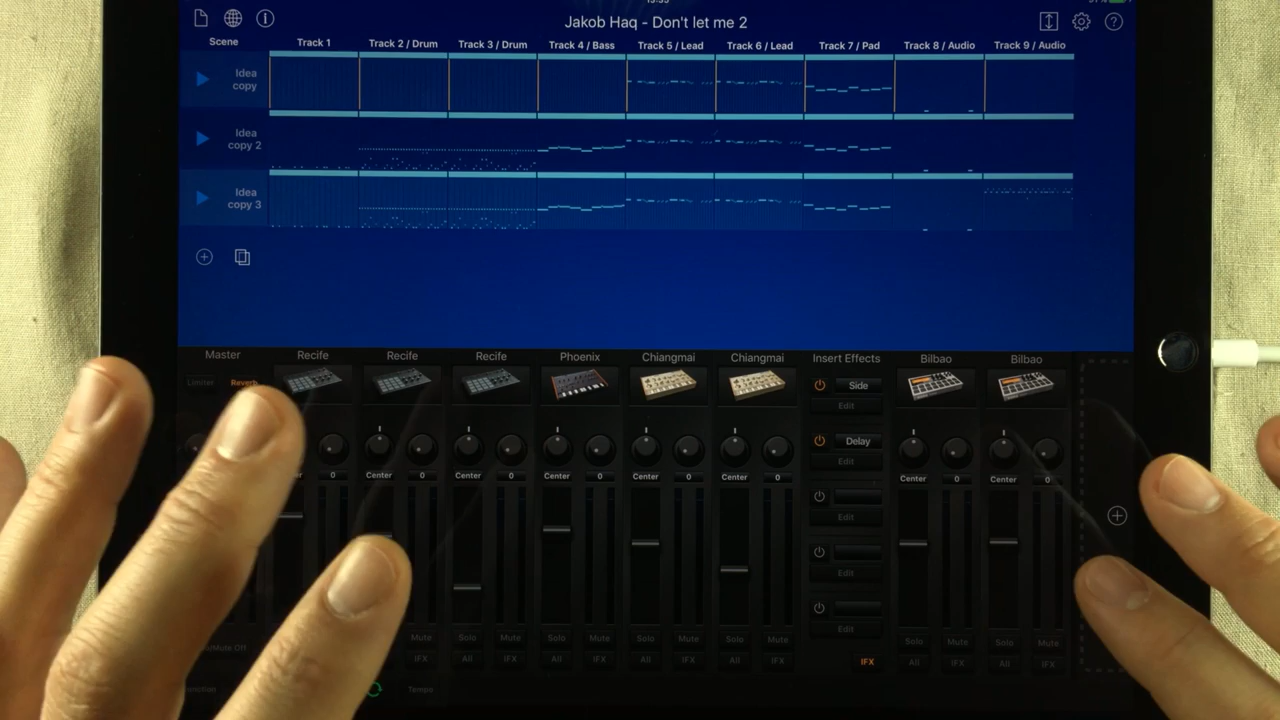 Jakob Haq - Don't let me 2
Scene Track 1 Track 2 / Drum Track 3 / Drum Track 4 / Bass Track 5 / Lead Track 6 / Lead Track 7 / Pad Track 8 / Audio Track 9 / Audio
Idea
copy
Idea
copy 2
Idea
copy 3
Master Recife Recife Recife Phoenix Chiangmai Chiangmai Insert Effects Bilbao Bilbao
Limiter Reverb Side
Edit
Delay
Edit
Center 0 Center 0 Center 0 Center 0 Center 0 Center 0 Center 0
0
Edit
Edit
Edit
Mute Solo Mute Solo Mute Solo Mute Solo Mute Solo Mute Solo Mute
IFX All IFX All IFX All IFX All IFX IFX All IFX All IFX
Tempo